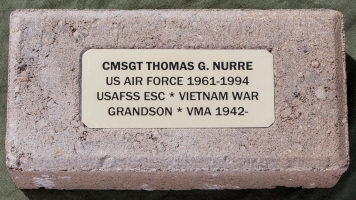 CMSGT THOMAS G. NURRE
US AIR FORCE 1961-1994
USAFSS ESC * VIETNAM WAR
GRANDSON * VMA 1942-